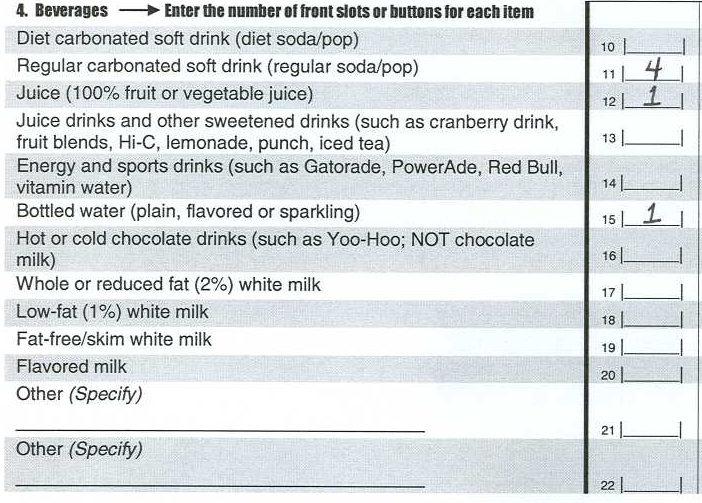 4. Beverages → Enter the number of front slots or buttons for each item
Diet carbonated soft drink (diet soda/pop) 10
Regular carbonated soft drink (regular soda/pop) 11 4
Juice (100% fruit or vegetable juice) 12 1
Juice drinks and other sweetened drinks (such as cranberry drink,
fruit blends, Hi-C, lemonade, punch, iced tea) 13
Energy and sports drinks (such as Gatorade, PowerAde, Red Bull,
vitamin water) 14
Bottled water (plain, flavored or sparkling) 15 1
Hot or cold chocolate drinks (such as Yoo-Hoo; NOT chocolate
milk) 16
Whole or reduced fat (2%) white milk 17
Low-fat (1%) white milk 18
Fat-free/skim white milk 19
Flavored milk 20
Other (Specify)
21
Other (Specify)
22